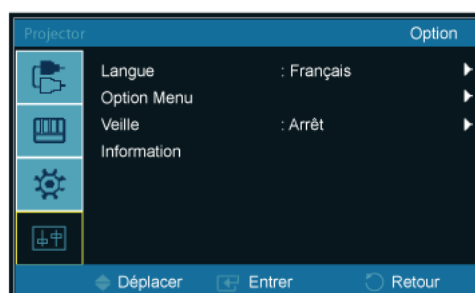 Projector Option
Langue : Français
Option Menu
Veille : Arrêt
Information
Déplacer Entrer Retour